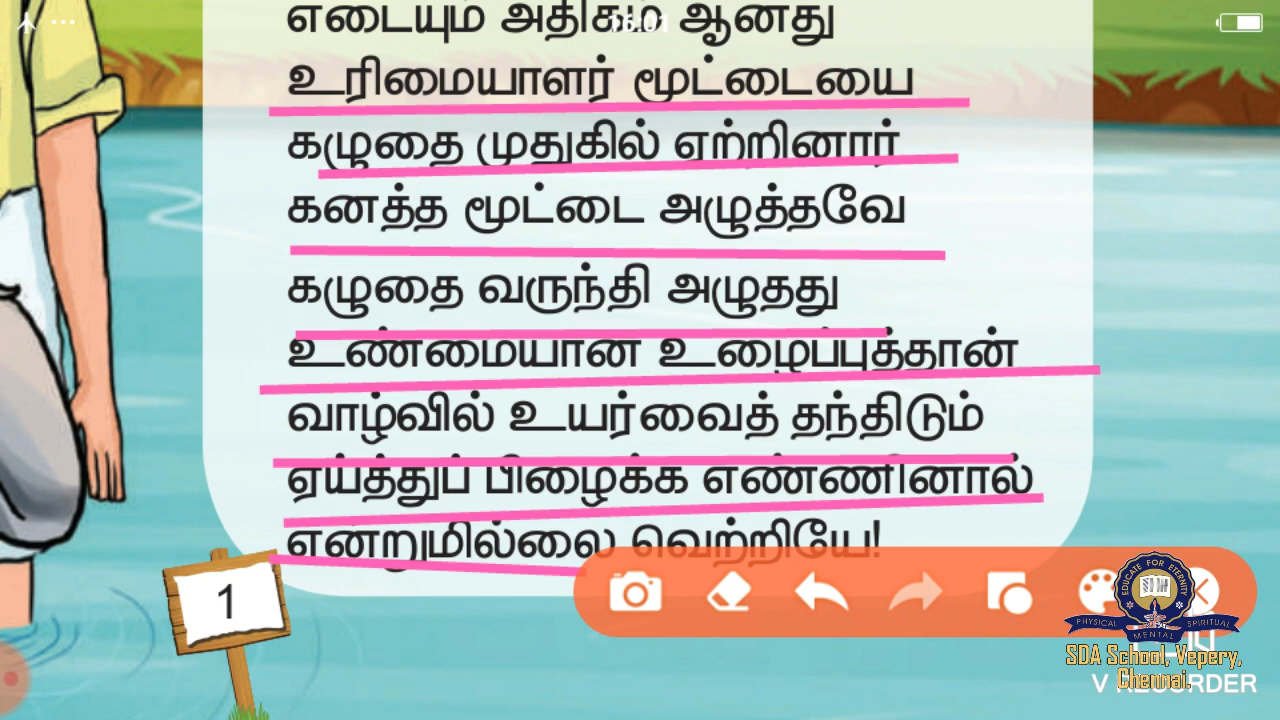 எடையும் அதிகம் ஆனது
உரிமையாளர் மூட்டையை
கழுதை முதுகில் ஏற்றினார்
கனத்த மூட்டை அழுத்தவே
கழுதை வருந்தி அழுதது
உண்மையான உழைப்புத்தான்
வாழ்வில் உயர்வைத் தந்திடும்
ஏய்த்துப் பிழைக்க எண்ணினால்
என்றுமில்லை வெற்றியே!
1
EDUCATE FOR ETERNITY
PHYSICAL MENTAL SPIRITUAL
SDA School, Vepery,
Chennai.
V RECORDER